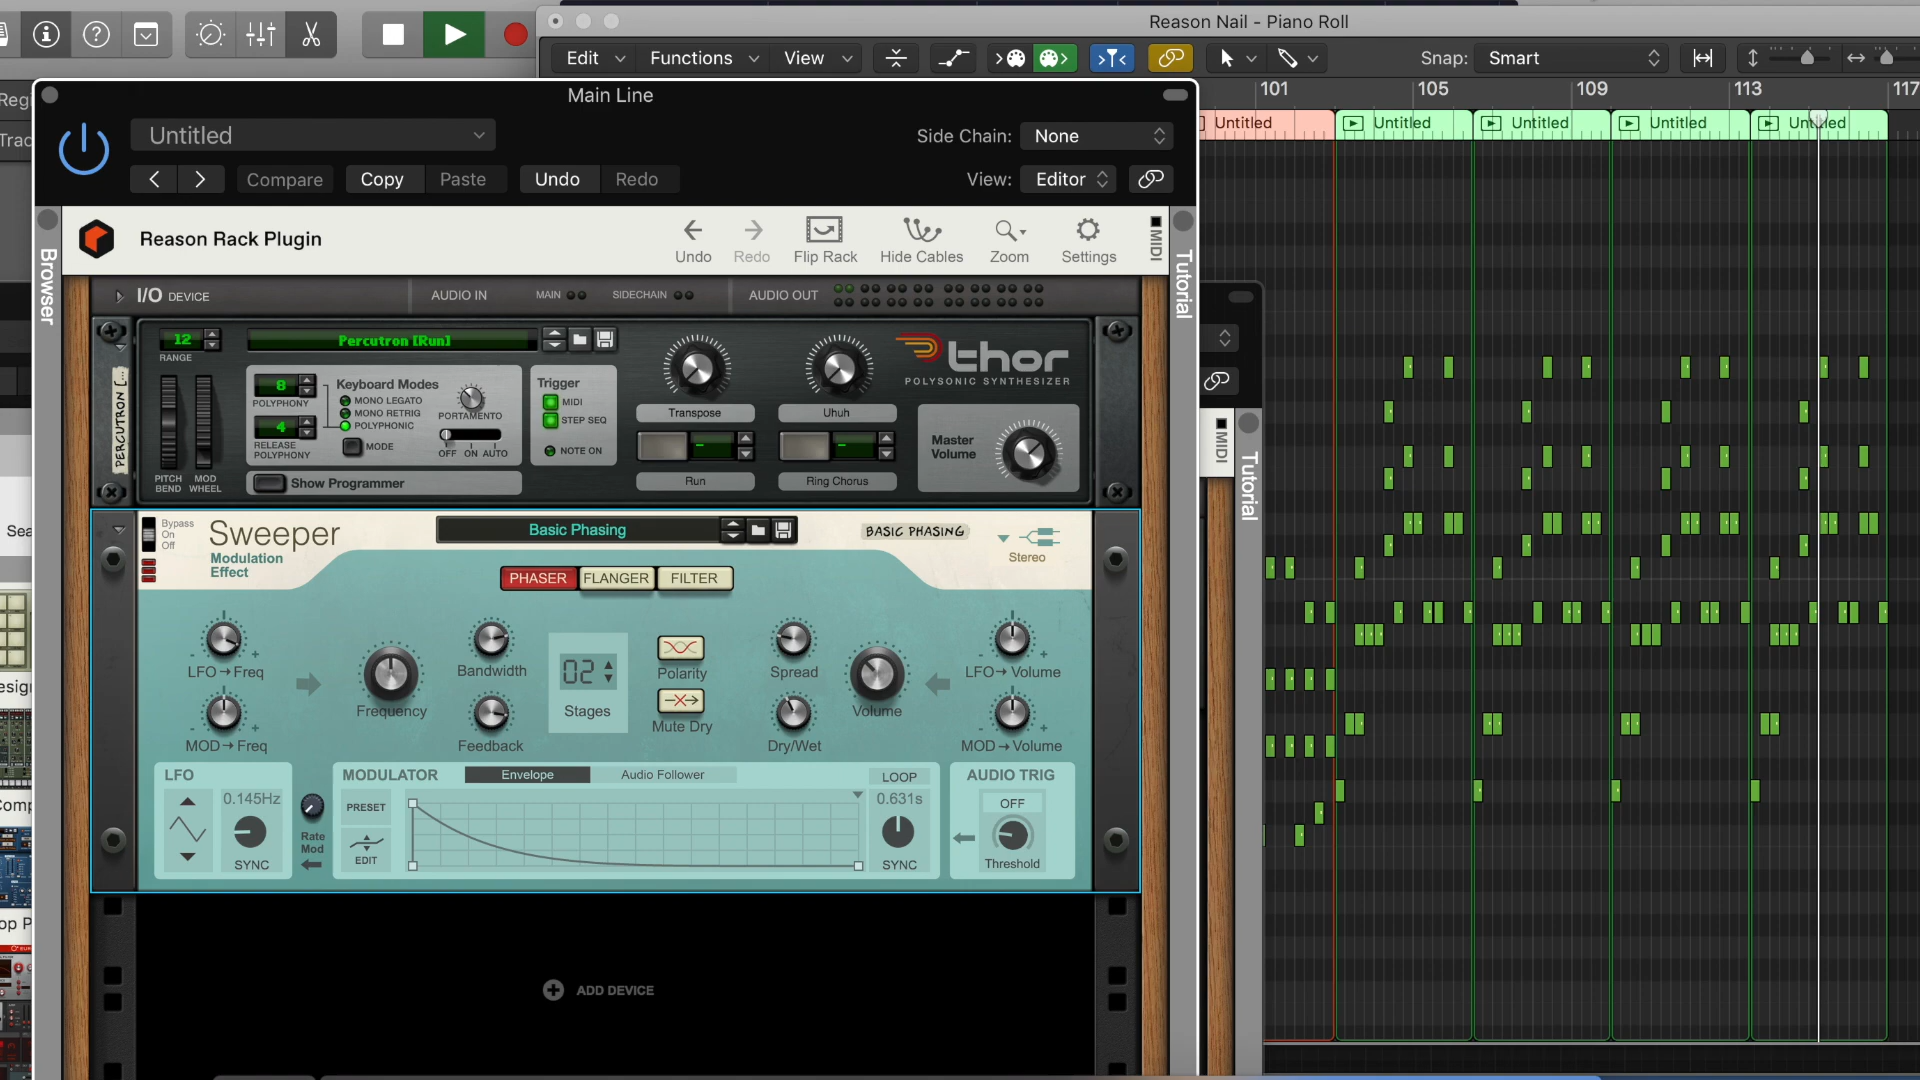 Reason Nail - Piano Roll
Edit
Functions
View
Snap:
Smart
Regi
Main Line
101
105
109
113
117
Untitled
Untitled
Untitled
Untitled
Untitled
Trac
Untitled
Side Chain:
None
Compare
Copy
Paste
Undo
Redo
View:
Editor
Browser
Reason Rack Plugin
Undo
Redo
Flip Rack
Hide Cables
Zoom
Settings
MIDI
Tutorial
I/O DEVICE
AUDIO IN
MAIN
SIDECHAIN
AUDIO OUT
12
RANGE
Percutron [Run]
thor
POLYSONIC SYNTHESIZER
PERCUTRON [...
8
POLYPHONY
4
RELEASE
POLYPHONY
Keyboard Modes
MONO LEGATO
MONO RETRIG
POLYPHONIC
MODE
PORTAMENTO
OFF ON AUTO
Trigger
MIDI
STEP SEQ
NOTE ON
Transpose
Uhuh
Run
Ring Chorus
Master
Volume
PITCH
BEND
MOD
WHEEL
Show Programmer
MIDI
Tutorial
Sea
Bypass
On
Off
Sweeper
Modulation
Effect
Basic Phasing
BASIC PHASING
Stereo
PHASER
FLANGER
FILTER
LFO→Freq
MOD→Freq
Frequency
Bandwidth
Feedback
02
Stages
Polarity
Mute Dry
Spread
Dry/Wet
Volume
LFO→Volume
MOD→Volume
LFO
0.145Hz
SYNC
Rate
Mod
MODULATOR
Envelope
Audio Follower
PRESET
EDIT
LOOP
0.631s
SYNC
AUDIO TRIG
OFF
Threshold
esig
Comp
op P
ADD DEVICE